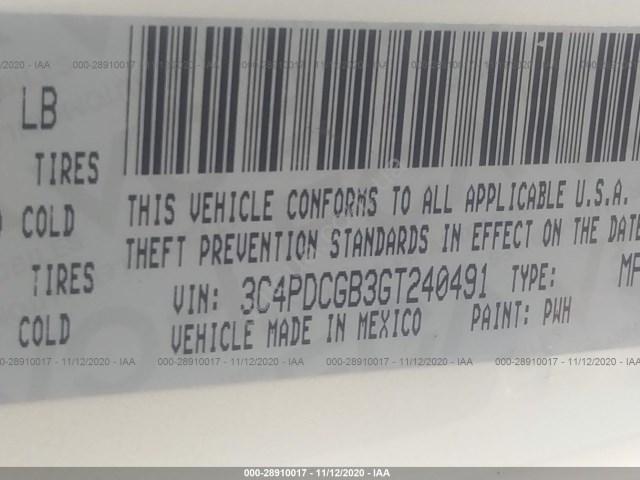 LB
TIRES
COLD
TIRES
COLD
THIS VEHICLE CONFORMS TO ALL APPLICABLE U.S.A.
THEFT PREVENTION STANDARDS IN EFFECT ON THE DATE
VIN: 3C4PDCGB3GT240491 TYPE: MP
VEHICLE MADE IN MEXICO PAINT: PWH
000-28910017 - 11/12/2020 - IAA